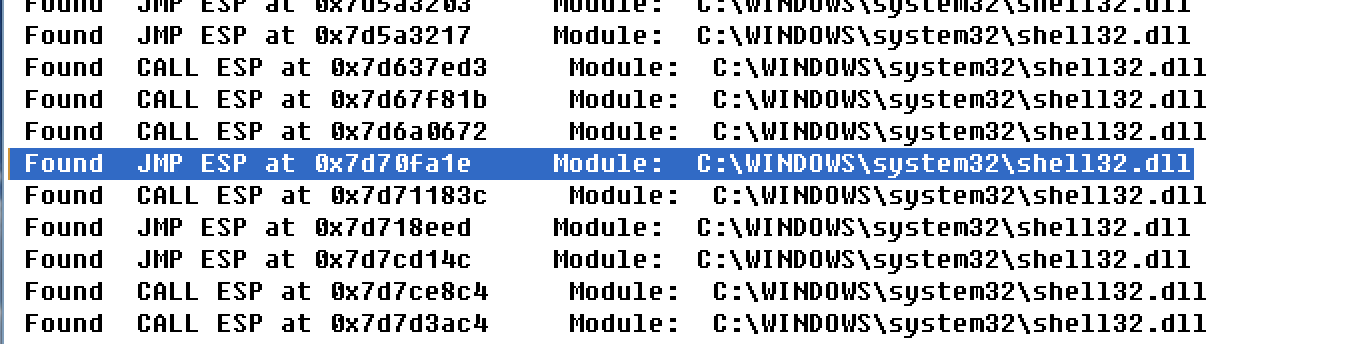 Found  JMP ESP at 0x7d5a3203     Module:  C:\WINDOWS\system32\shell32.dll
Found  JMP ESP at 0x7d5a3217     Module:  C:\WINDOWS\system32\shell32.dll
Found  CALL ESP at 0x7d637ed3     Module:  C:\WINDOWS\system32\shell32.dll
Found  CALL ESP at 0x7d67f81b     Module:  C:\WINDOWS\system32\shell32.dll
Found  CALL ESP at 0x7d6a0672     Module:  C:\WINDOWS\system32\shell32.dll
Found  JMP ESP at 0x7d70fa1e     Module:  C:\WINDOWS\system32\shell32.dll
Found  CALL ESP at 0x7d71183c     Module:  C:\WINDOWS\system32\shell32.dll
Found  JMP ESP at 0x7d718eed     Module:  C:\WINDOWS\system32\shell32.dll
Found  JMP ESP at 0x7d7cd14c     Module:  C:\WINDOWS\system32\shell32.dll
Found  CALL ESP at 0x7d7ce8c4     Module:  C:\WINDOWS\system32\shell32.dll
Found  CALL ESP at 0x7d7d3ac4     Module:  C:\WINDOWS\system32\shell32.dll